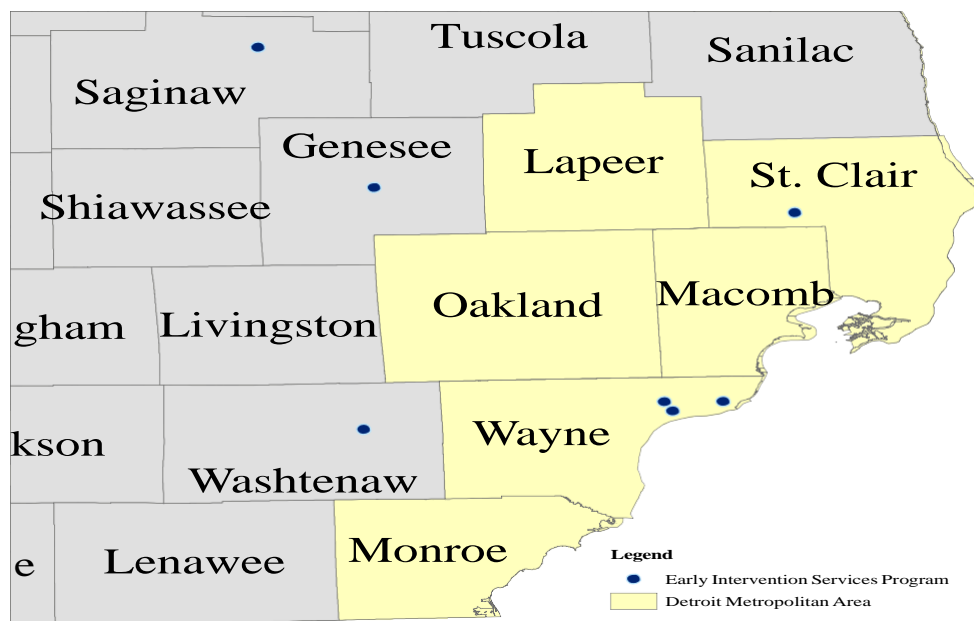 Tuscola
Sanilac
Saginaw
Genesee
Lapeer
St. Clair
Shiawassee
Oakland
Macomb
gham
Livingston
Wayne
kson
Washtenaw
Monroe
e
Lenawee
Legend
Early Intervention Services Program
Detroit Metropolitan Area